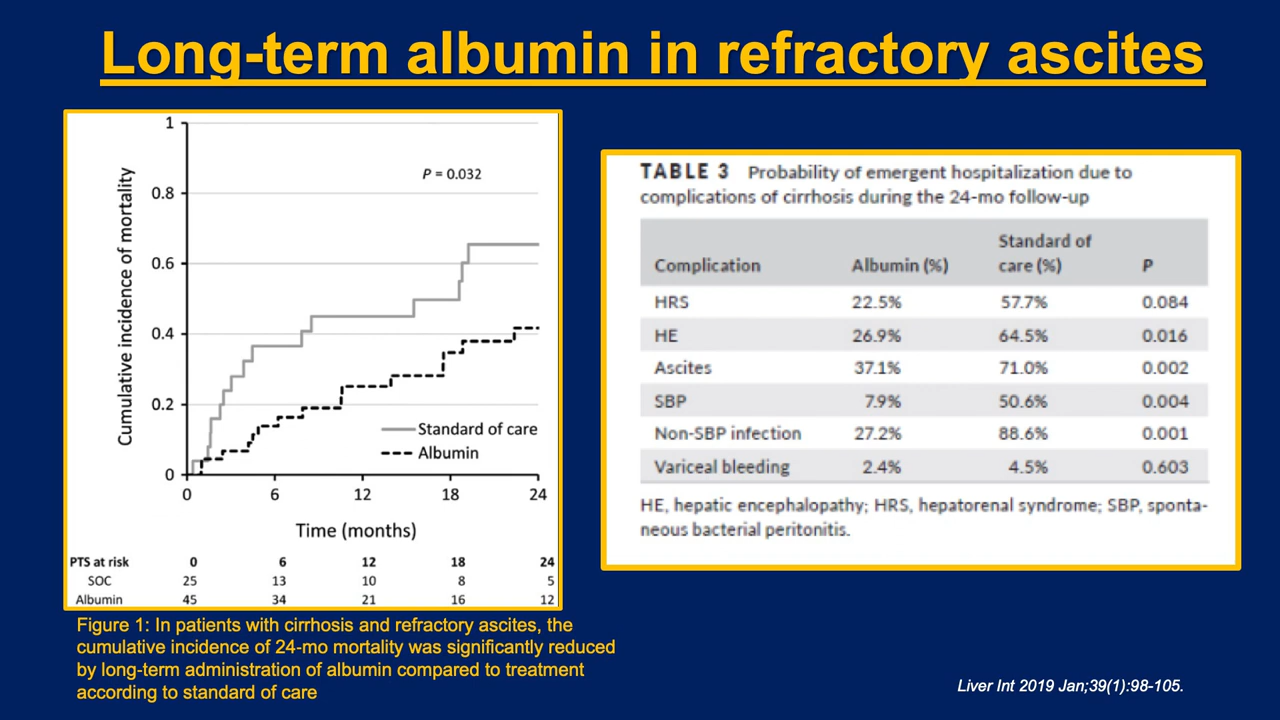 Long-term albumin in refractory ascites
1
0.8
0.6
0.4
0.2
0
Cumulative incidence of mortality
P = 0.032
Standard of care
Albumin
0 6 12 18 24
Time (months)
PTS at risk 0 6 12 18 24
SOC 25 13 10 8 5
Albumin 45 34 21 16 12
Figure 1: In patients with cirrhosis and refractory ascites, the
cumulative incidence of 24-mo mortality was significantly reduced
by long-term administration of albumin compared to treatment
according to standard of care
TABLE 3 Probability of emergent hospitalization due to
complications of cirrhosis during the 24-mo follow-up
Complication Albumin (%) Standard of care (%) P
HRS 22.5% 57.7% 0.084
HE 26.9% 64.5% 0.016
Ascites 37.1% 71.0% 0.002
SBP 7.9% 50.6% 0.004
Non-SBP infection 27.2% 88.6% 0.001
Variceal bleeding 2.4% 4.5% 0.603
HE, hepatic encephalopathy; HRS, hepatorenal syndrome; SBP, sponta-
neous bacterial peritonitis.
Liver Int 2019 Jan;39(1):98-105.